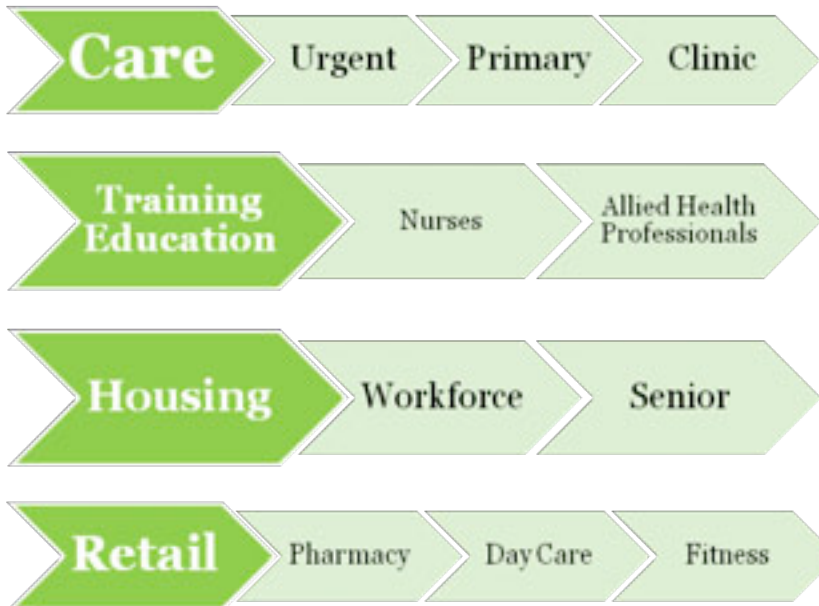 Care Urgent Primary Clinic
Training
Education
Nurses
Allied Health
Professionals
Housing Workforce Senior
Retail Pharmacy Day Care Fitness